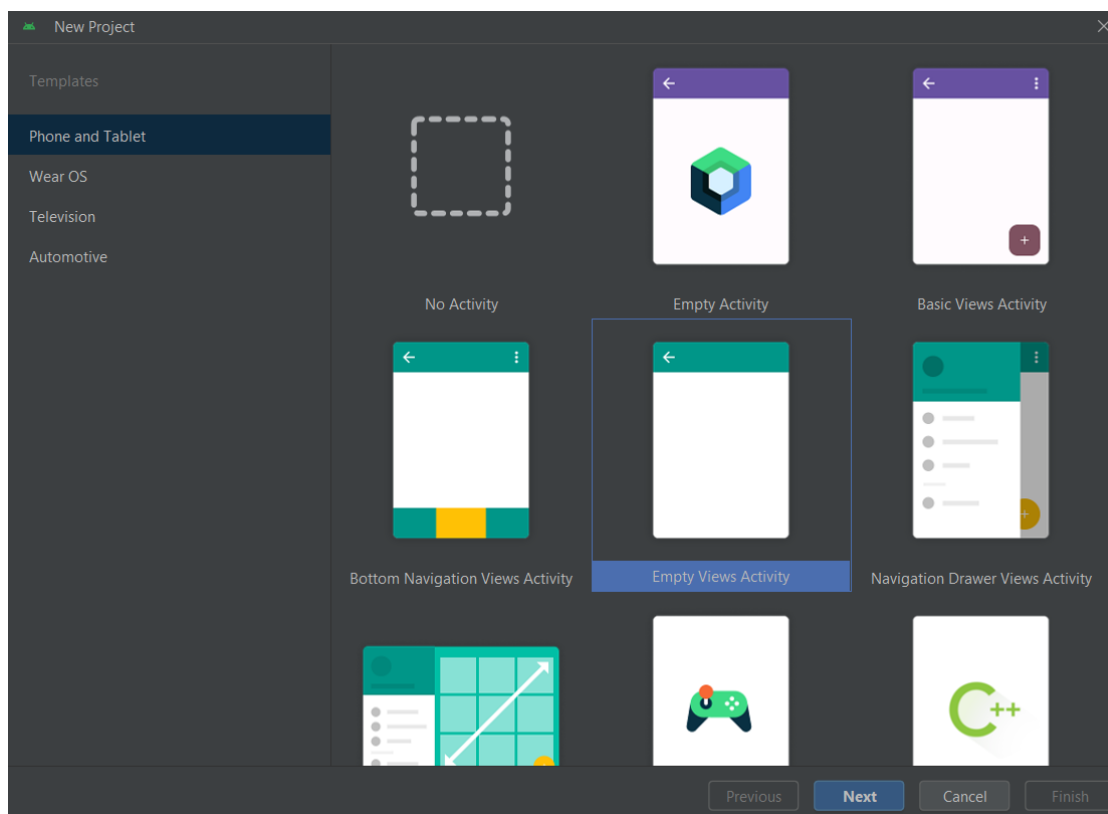 New Project
Templates
Phone and Tablet
Wear OS
Television
Automotive
No Activity
Empty Activity
Basic Views Activity
Bottom Navigation Views Activity
Empty Views Activity
Navigation Drawer Views Activity
C++
Previous
Next
Cancel
Finish